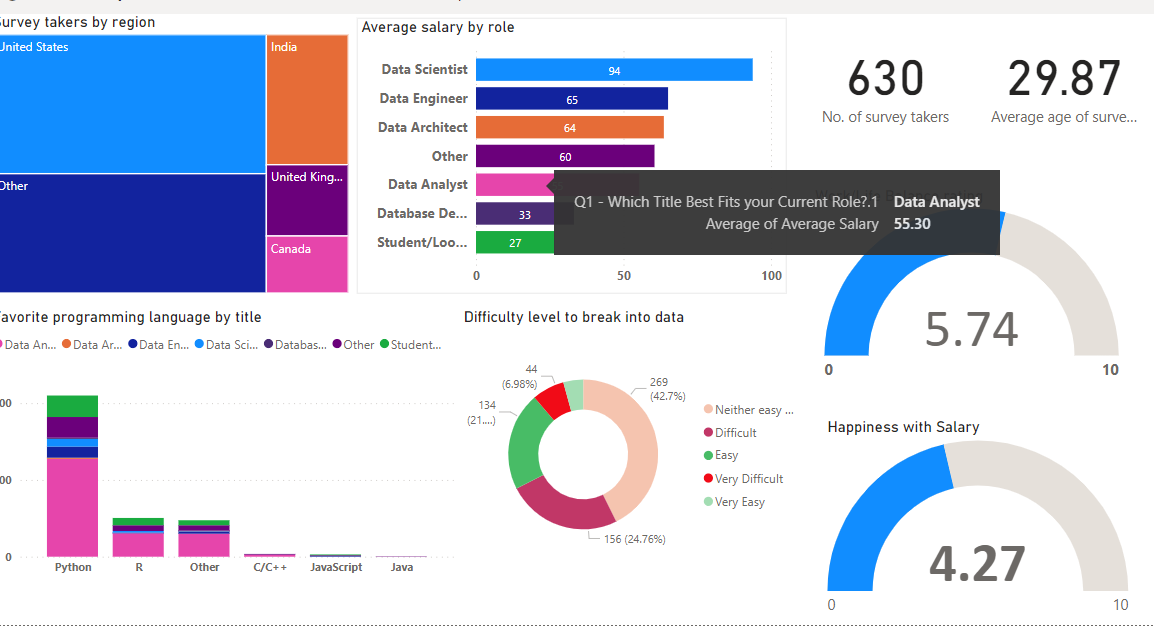 Survey takers by region
United States
India
Other
United King...
Canada
Average salary by role
Data Scientist
94
Data Engineer
65
Data Architect
64
Other
60
Data Analyst
Database De...
33
Student/Loo...
27
0
50
100
Q1 - Which Title Best Fits your Current Role?.1 Data Analyst
Average of Average Salary 55.30
630
No. of survey takers
29.87
Average age of surve...
5.74
0
10
Favorite programming language by title
Data An... Data Ar... Data En... Data Sci... Databas... Other Student...
00
00
0
Python R Other C/C++ JavaScript Java
Difficulty level to break into data
44
(6.98%)
269
(42.7%)
134
(21....)
156 (24.76%)
Neither easy ...
Difficult
Easy
Very Difficult
Very Easy
Happiness with Salary
4.27
0
10